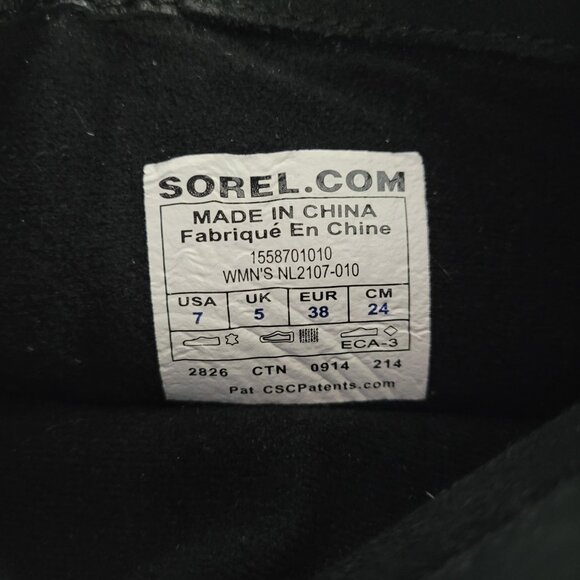 SOREL.COM
MADE IN CHINA
Fabriqué En Chine
1558701010
WMN'S NL2107-010
USA UK EUR CM
7 5 38 24
ECA-3
2826 CTN 0914 214
Pat CSCPatents.com